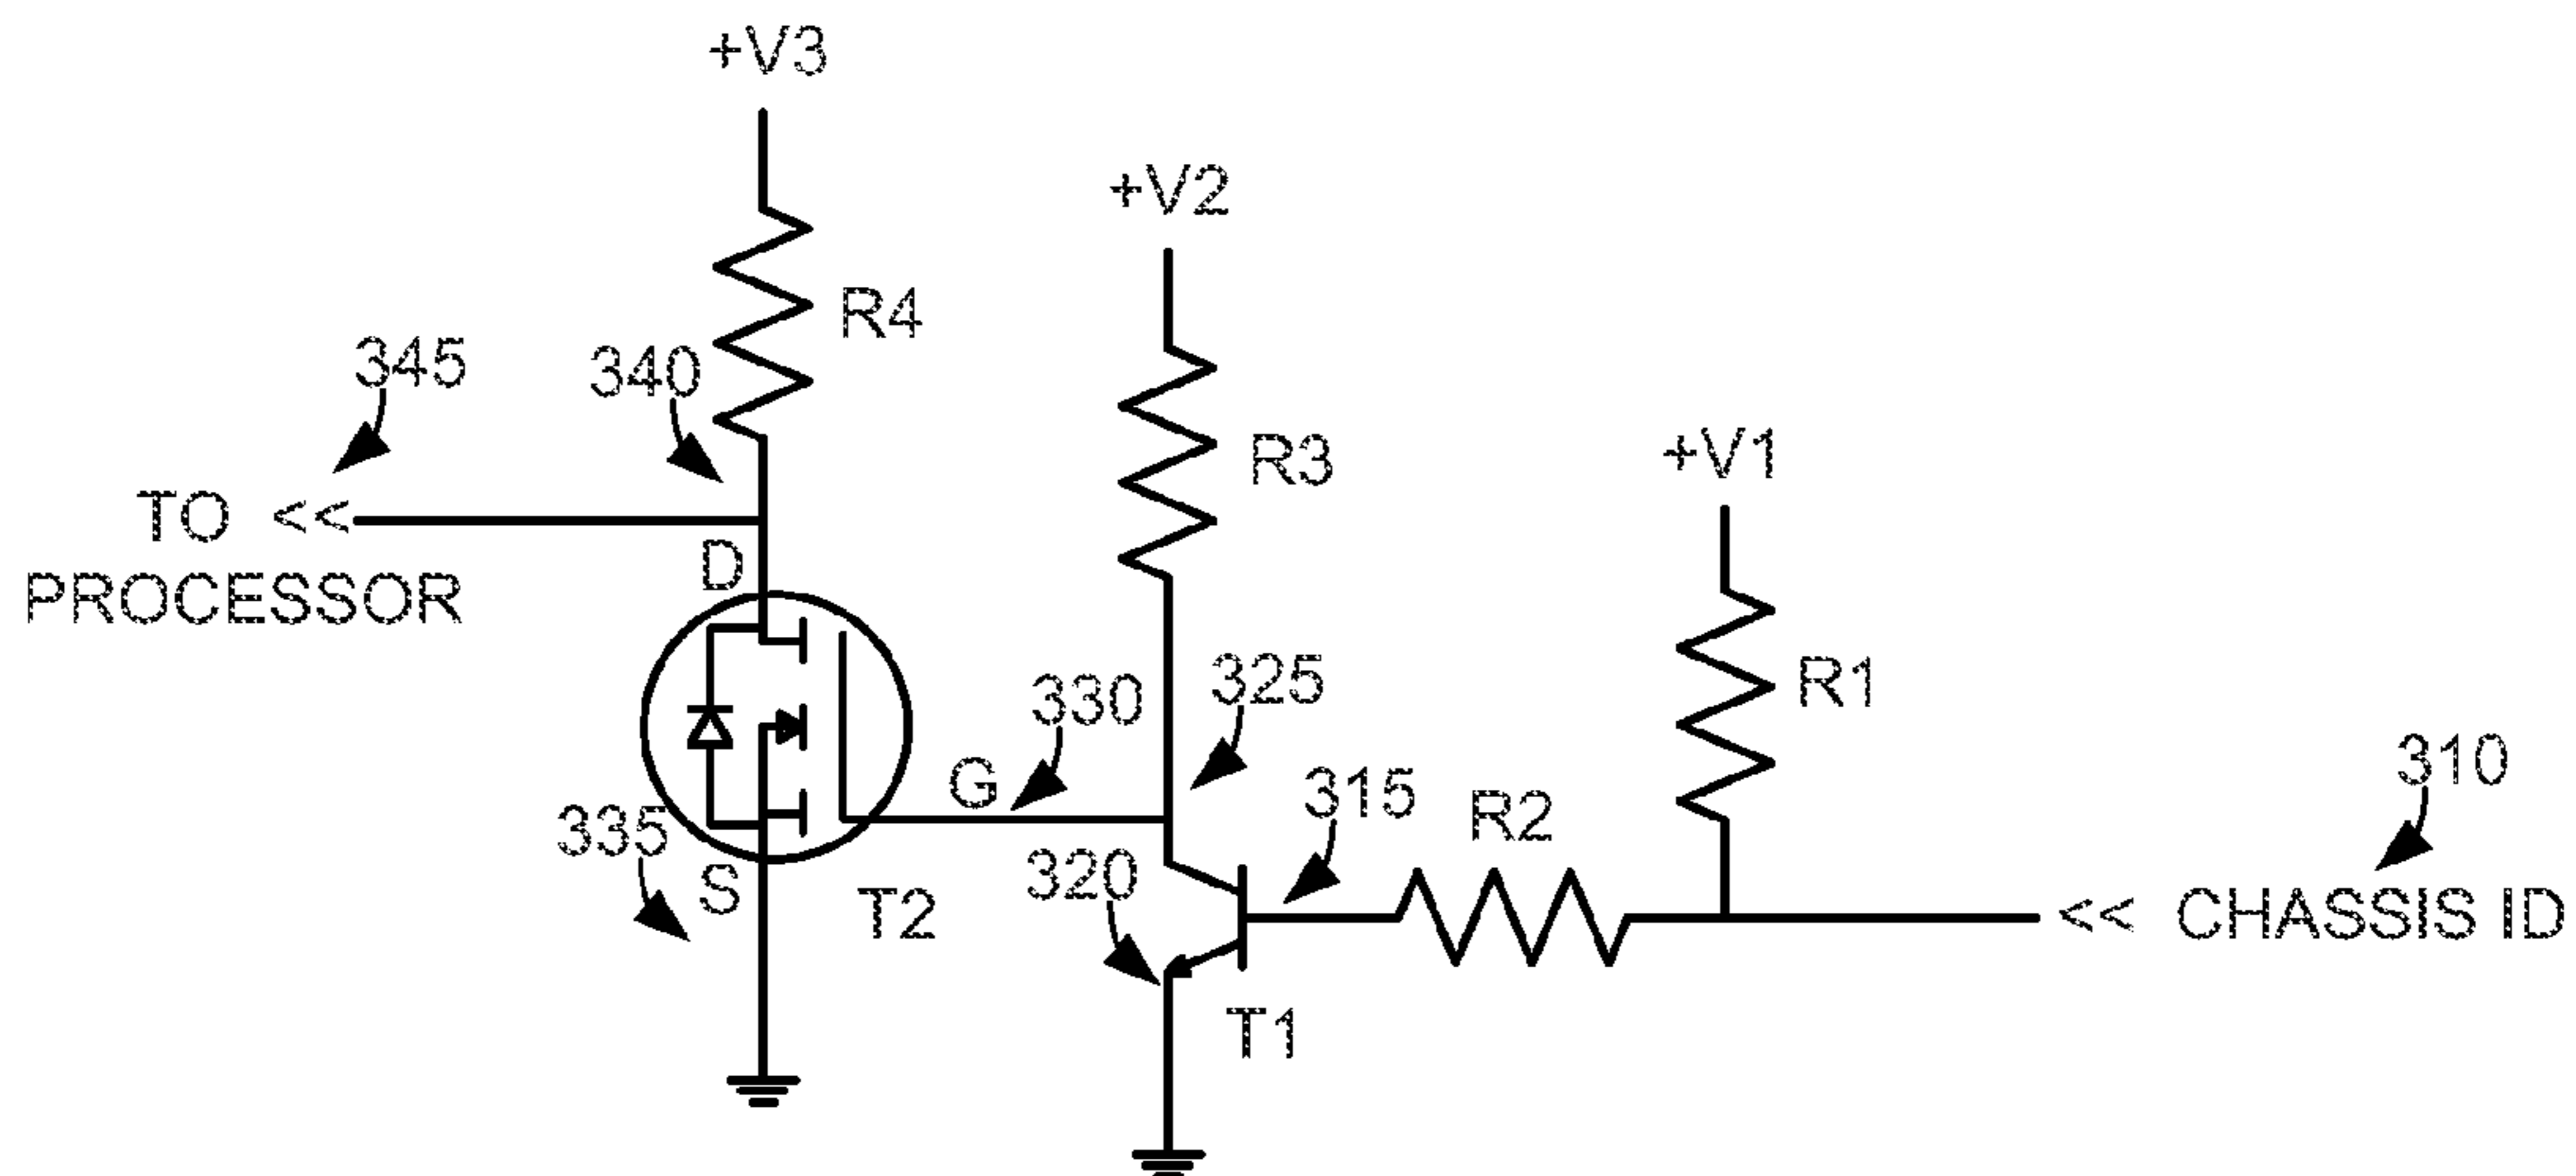 +V3
+V2
R4
345
340
+V1
R3
TO <<
PROCESSOR
D
325
R1
330
310
315
G
R2
335
320
S
T2
<< CHASSIS ID
T1